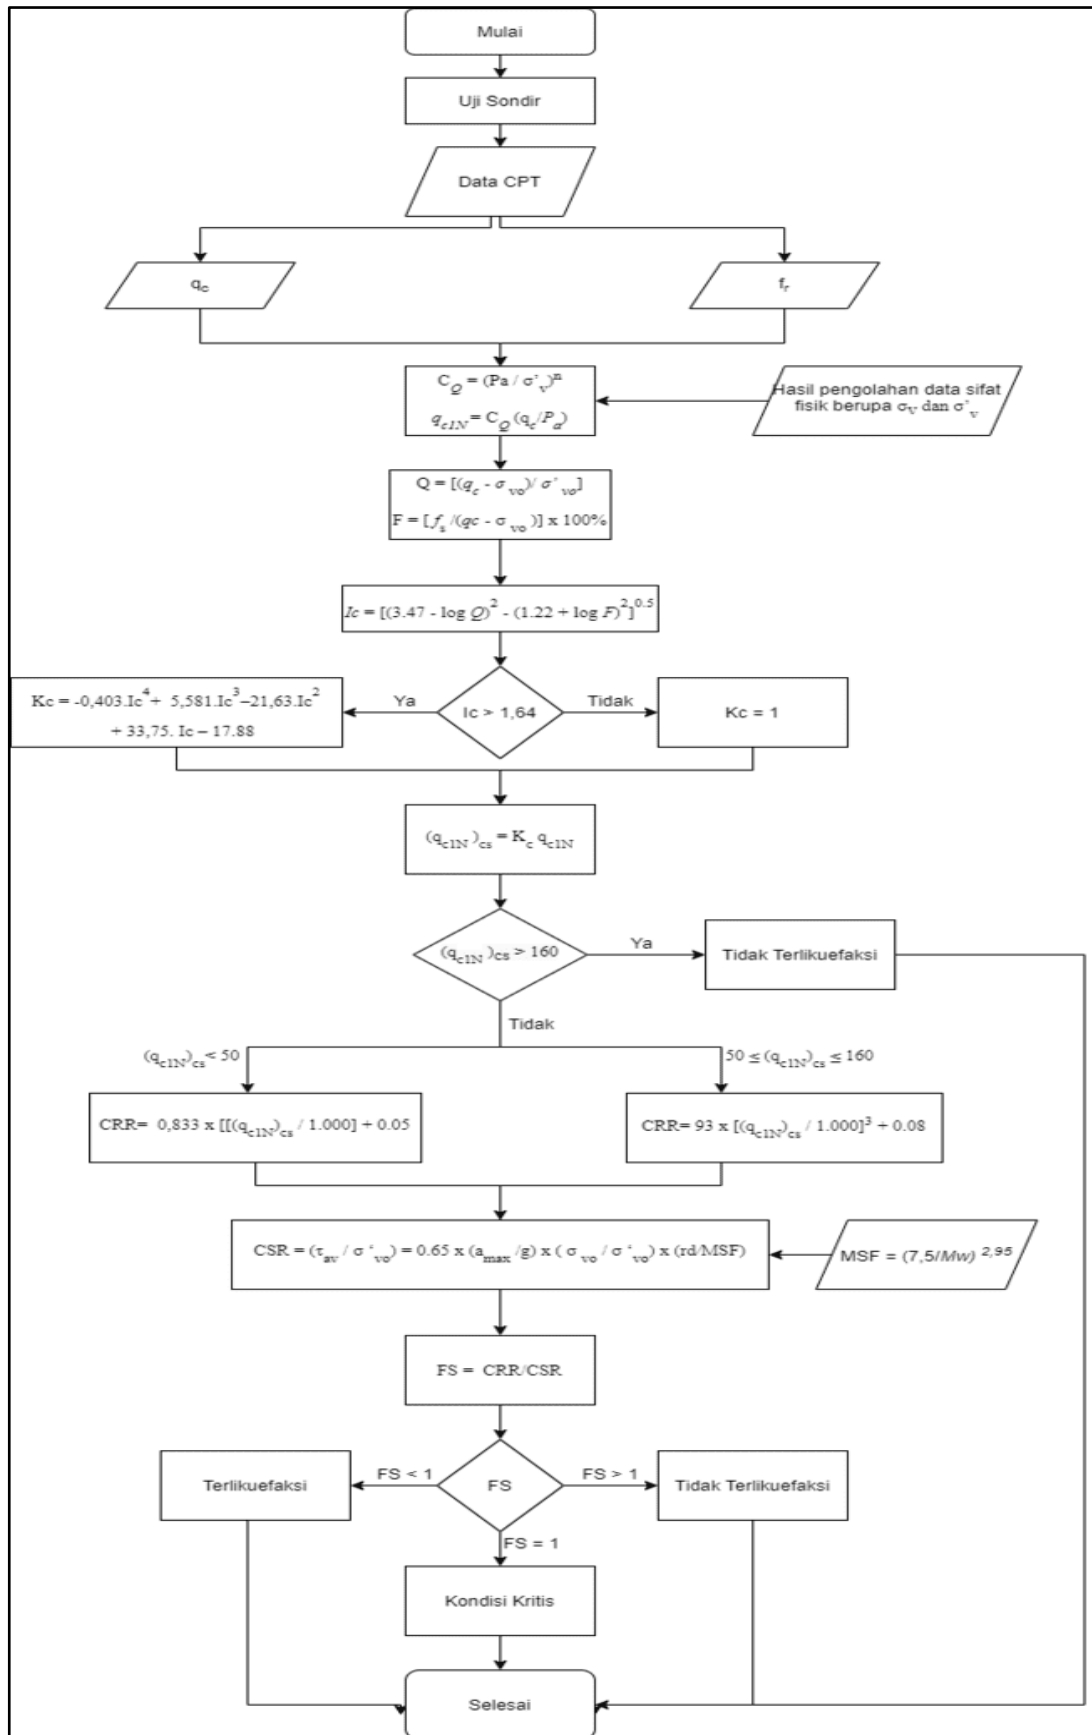 Mulai
Uji Sondir
Data CPT
q_c
f_r
C_Q = (Pa / σ'_v)^n
q_c1N = C_Q (q_c/P_a)
Hasil pengolahan data sifat
fisik berupa σ_V dan σ'_v
Q = [(q_c - σ_vo)/ σ'_vo]
F = [f_s /(qc - σ_vo)] x 100%
Ic = [(3.47 - log Q)^2 - (1.22 + log F)^2]^0.5
Kc = -0,403.Ic^4 + 5,581.Ic^3 –21,63.Ic^2
+ 33,75. Ic – 17.88
Ya
Ic > 1,64
Tidak
Kc = 1
(q_c1N)_cs = K_c q_c1N
(q_c1N)_cs > 160
Ya
Tidak Terlikuefaksi
Tidak
(q_c1N)_cs < 50
50 ≤ (q_c1N)_cs ≤ 160
CRR= 0,833 x [[[(q_c1N)_cs / 1.000] + 0.05
CRR= 93 x [(q_c1N)_cs / 1.000]^3 + 0.08
CSR = (τ_av / σ ‘_vo) = 0.65 x (a_max /g) x ( σ_vo / σ ‘_vo) x (rd/MSF)
MSF = (7,5/Mw) ^2,95
FS = CRR/CSR
Terlikuefaksi
FS < 1
FS
FS > 1
Tidak Terlikuefaksi
FS = 1
Kondisi Kritis
Selesai